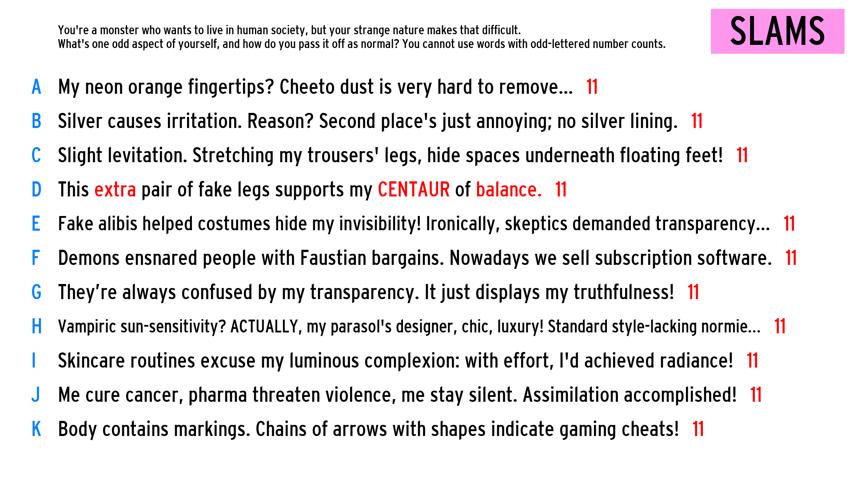 You're a monster who wants to live in human society, but your strange nature makes that difficult.
What's one odd aspect of yourself, and how do you pass it off as normal? You cannot use words with odd-lettered number counts.
SLAMS
A My neon orange fingertips? Cheeto dust is very hard to remove... 11
B Silver causes irritation. Reason? Second place's just annoying; no silver lining. 11
C Slight levitation. Stretching my trousers' legs, hide spaces underneath floating feet! 11
D This extra pair of fake legs supports my CENTAUR of balance. 11
E Fake alibis helped costumes hide my invisibility! Ironically, skeptics demanded transparency... 11
F Demons ensnared people with Faustian bargains. Nowadays we sell subscription software. 11
G They're always confused by my transparency. It just displays my truthfulness! 11
H Vampiric sun-sensitivity? ACTUALLY, my parasol's designer, chic, luxury! Standard style-lacking normie... 11
I Skincare routines excuse my luminous complexion: with effort, I'd achieved radiance! 11
J Me cure cancer, pharma threaten violence, me stay silent. Assimilation accomplished! 11
K Body contains markings. Chains of arrows with shapes indicate gaming cheats! 11